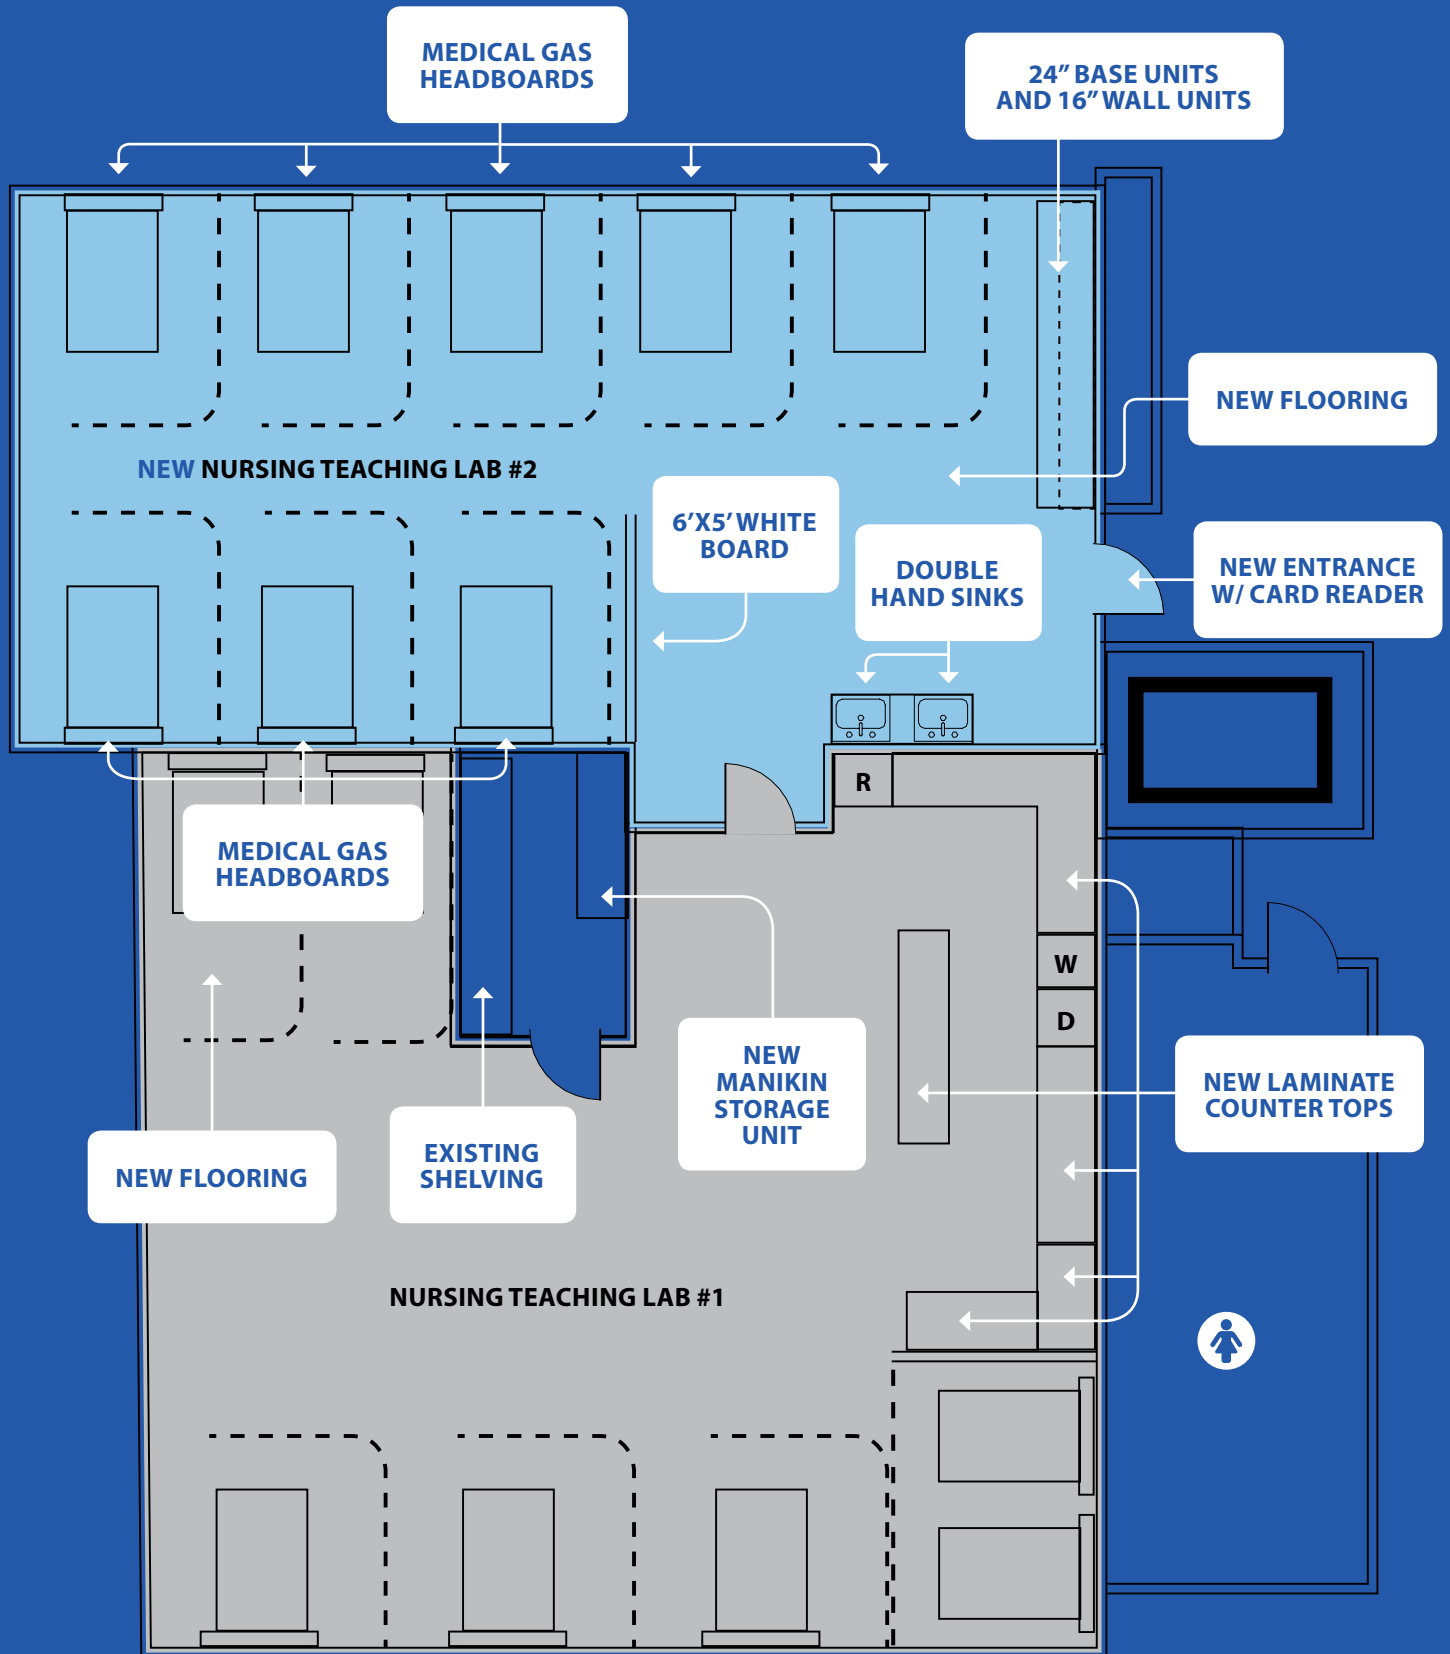 MEDICAL GAS
HEADBOARDS
24” BASE UNITS
AND 16” WALL UNITS
NEW FLOORING
NEW NURSING TEACHING LAB #2
6’X5’ WHITE
BOARD
DOUBLE
HAND SINKS
NEW ENTRANCE
W/ CARD READER
R
MEDICAL GAS
HEADBOARDS
W
D
NEW
MANIKIN
STORAGE
UNIT
NEW LAMINATE
COUNTER TOPS
EXISTING
SHELVING
NEW FLOORING
NURSING TEACHING LAB #1